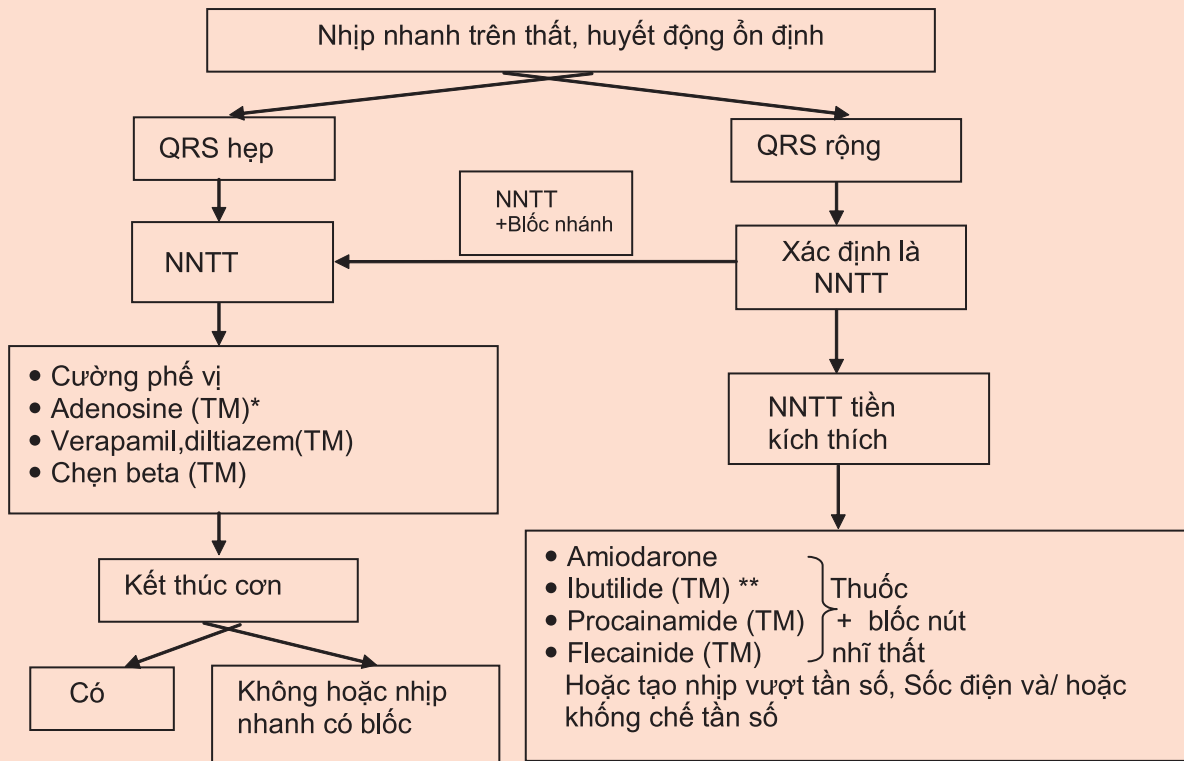 Nhịp nhanh trên thất, huyết động ổn định
QRS hẹp
QRS rộng
NNTT
+Blốc nhánh
NNTT
Xác định là
NNTT
• Cường phế vị
• Adenosine (TM)*
• Verapamil,diltiazem(TM)
• Chẹn beta (TM)
NNTT tiền
kích thích
Kết thúc cơn
Có
Không hoặc nhịp
nhanh có blốc
• Amiodarone
• Ibutilide (TM) **
• Procainamide (TM)
• Flecainide (TM)
Thuốc
+ blốc nút
nhĩ thất
Hoặc tạo nhịp vượt tần số, Sốc điện và/ hoặc
khống chế tần số